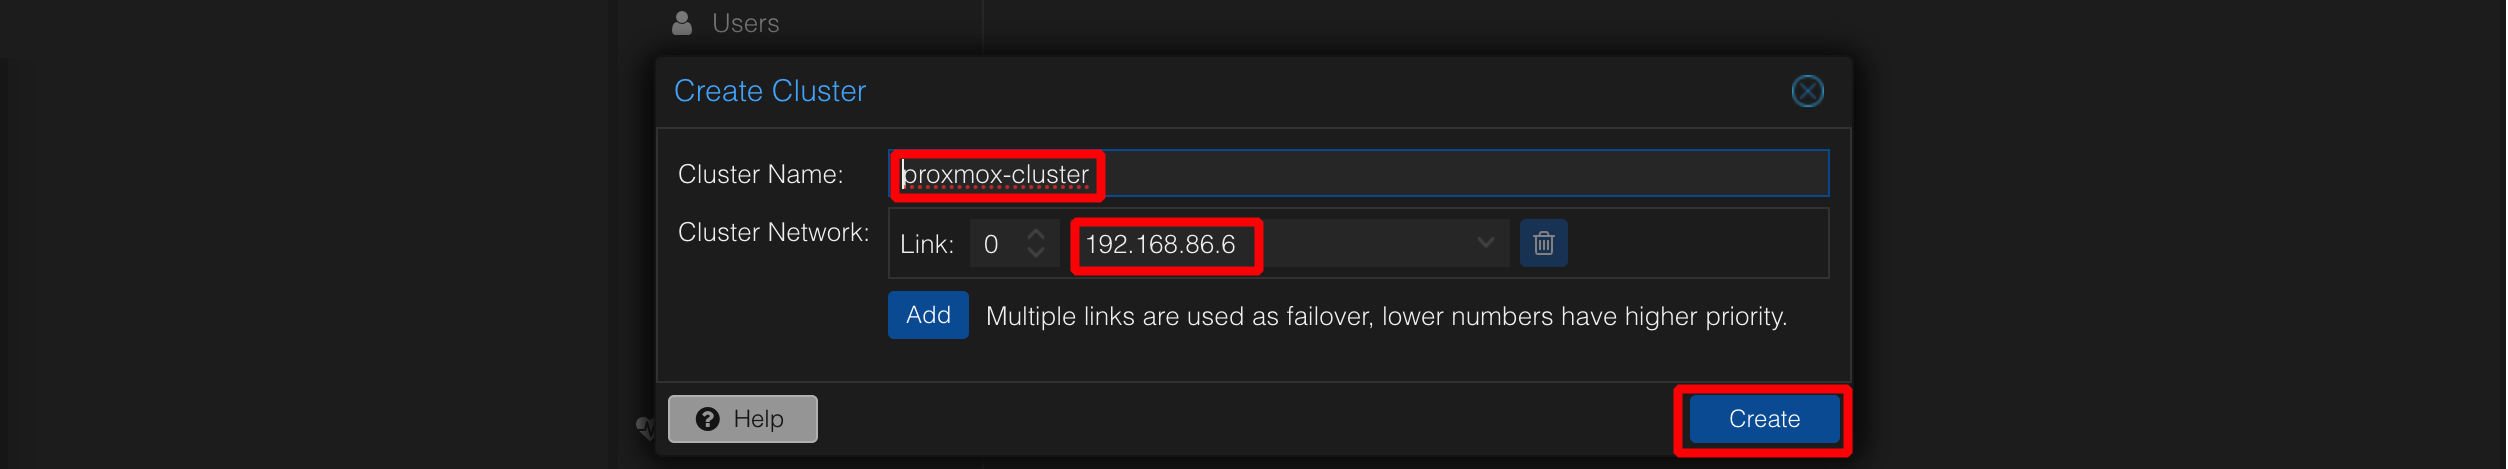 Users
Create Cluster
Cluster Name: proxmox-cluster
Cluster Network: Link: 0 192.168.86.6
Add Multiple links are used as failover, lower numbers have higher priority.
Help Create